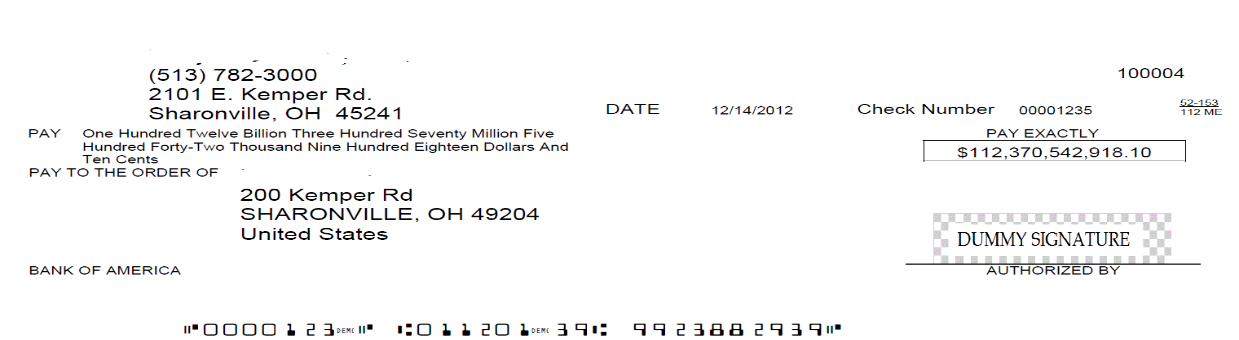 100004
(513) 782-3000
2101 E. Kemper Rd.
Sharonville, OH 45241
DATE 12/14/2012 Check Number 00001235 52-153
112 ME
PAY One Hundred Twelve Billion Three Hundred Seventy Million Five
Hundred Forty-Two Thousand Nine Hundred Eighteen Dollars And
Ten Cents
PAY EXACTLY
$112,370,542,918.10
PAY TO THE ORDER OF
200 Kemper Rd
SHARONVILLE, OH 49204
United States
DUMMY SIGNATURE
BANK OF AMERICA
AUTHORIZED BY
⑈0000123DEMO⑈ ⑆011201DEMO39⑆ 9923882939⑈